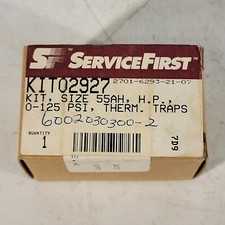 SF SERVICEFIRST
KIT02927 2701-6293-21-07
KIT, SIZE 55AH, H.P.,
0-125 PSI, THERM. TRAPS
6002030300-2
QUANTITY
1
7D9